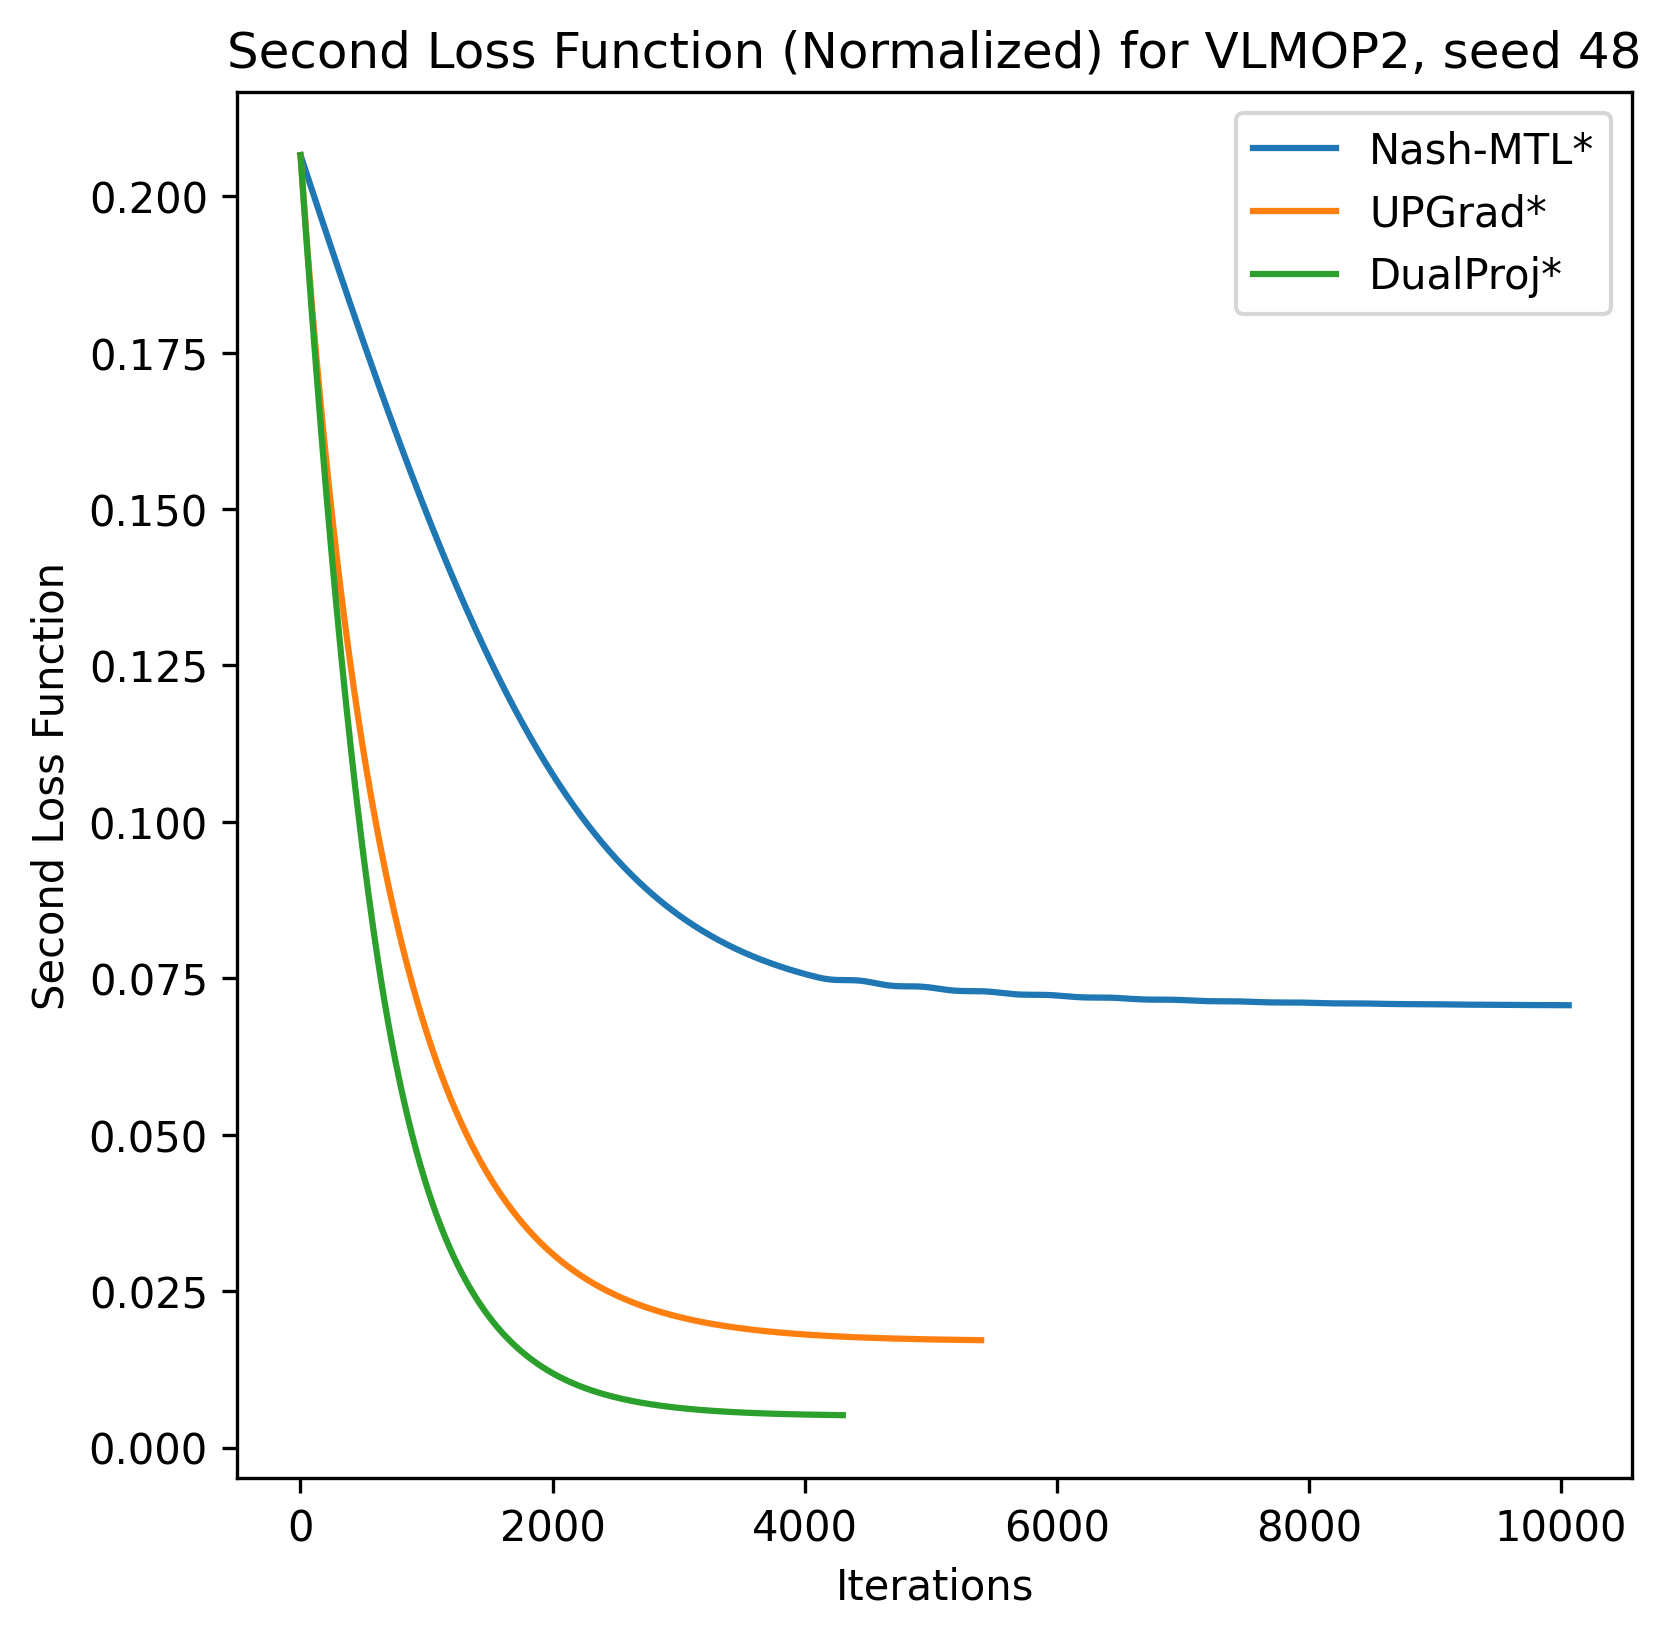 Second Loss Function (Normalized) for VLMOP2, seed 48
Nash-MTL*
UPGrad*
DualProj*
0.200
0.175
0.150
0.125
0.100
0.075
0.050
0.025
0.000
Second Loss Function
0 2000 4000 6000 8000 10000
Iterations